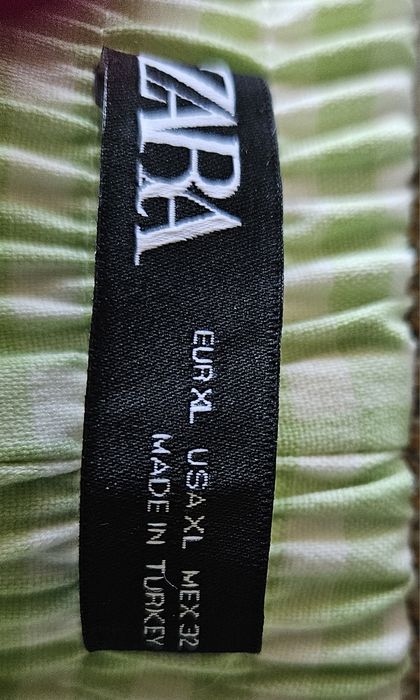 ZARA
EUR XL USA XL MEX 32
MADE IN TURKEY